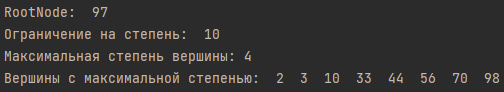 RootNode:  97
Ограничение на степень:  10
Максимальная степень вершины: 4
Вершины с максимальной степенью:  2  3  10  33  44  56  70  98